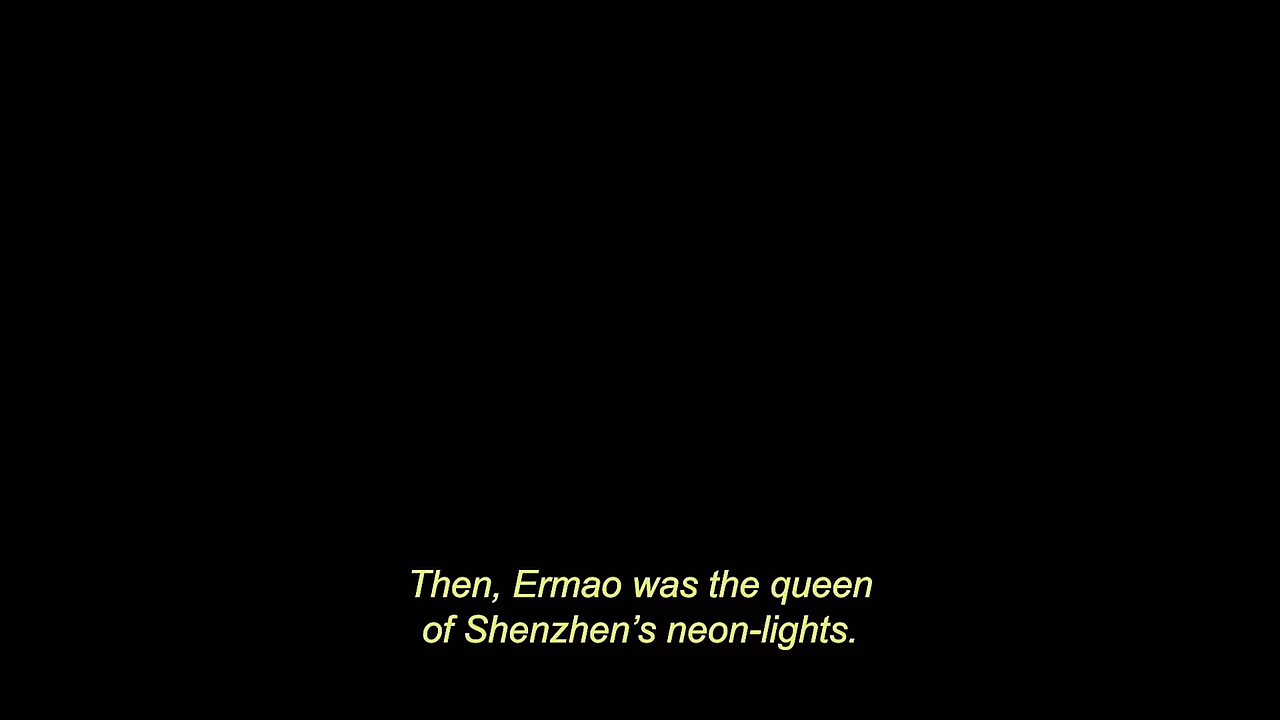 Then, Ermao was the queen
of Shenzhen’s neon-lights.